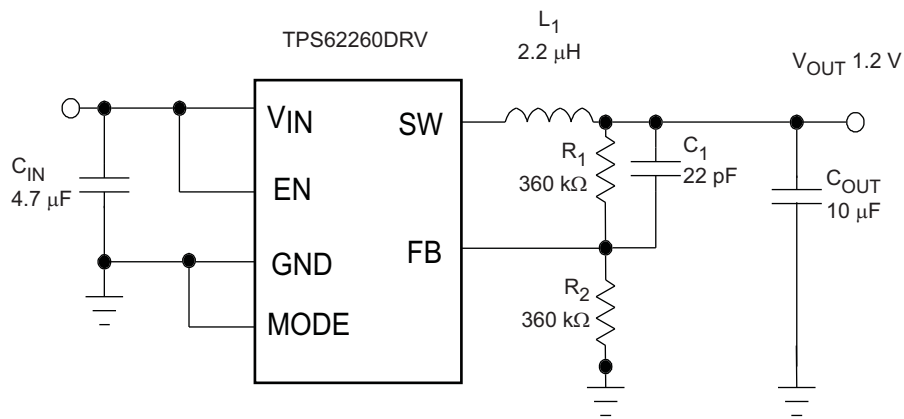 L1
2.2 μH
TPS62260DRV
VOUT 1.2 V
VIN
SW
CIN
4.7 μF
EN
R1
360 kΩ
C1
22 pF
COUT
10 μF
GND
FB
MODE
R2
360 kΩ